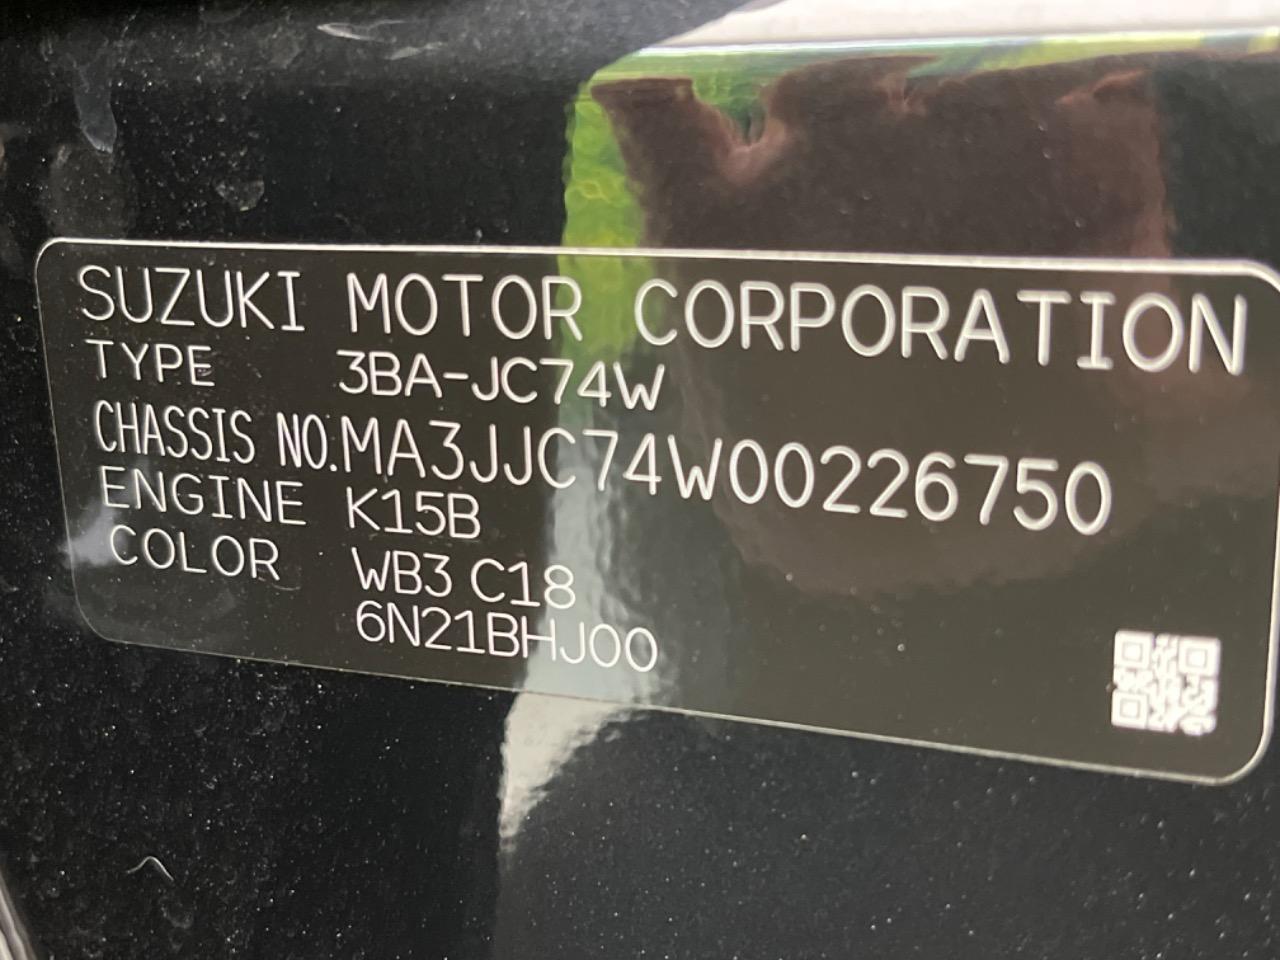 SUZUKI MOTOR CORPORATION
TYPE 3BA-JC74W
CHASSIS NO.MA3JJC74W00226750
ENGINE K15B
COLOR WB3 C18
6N21BHJ00